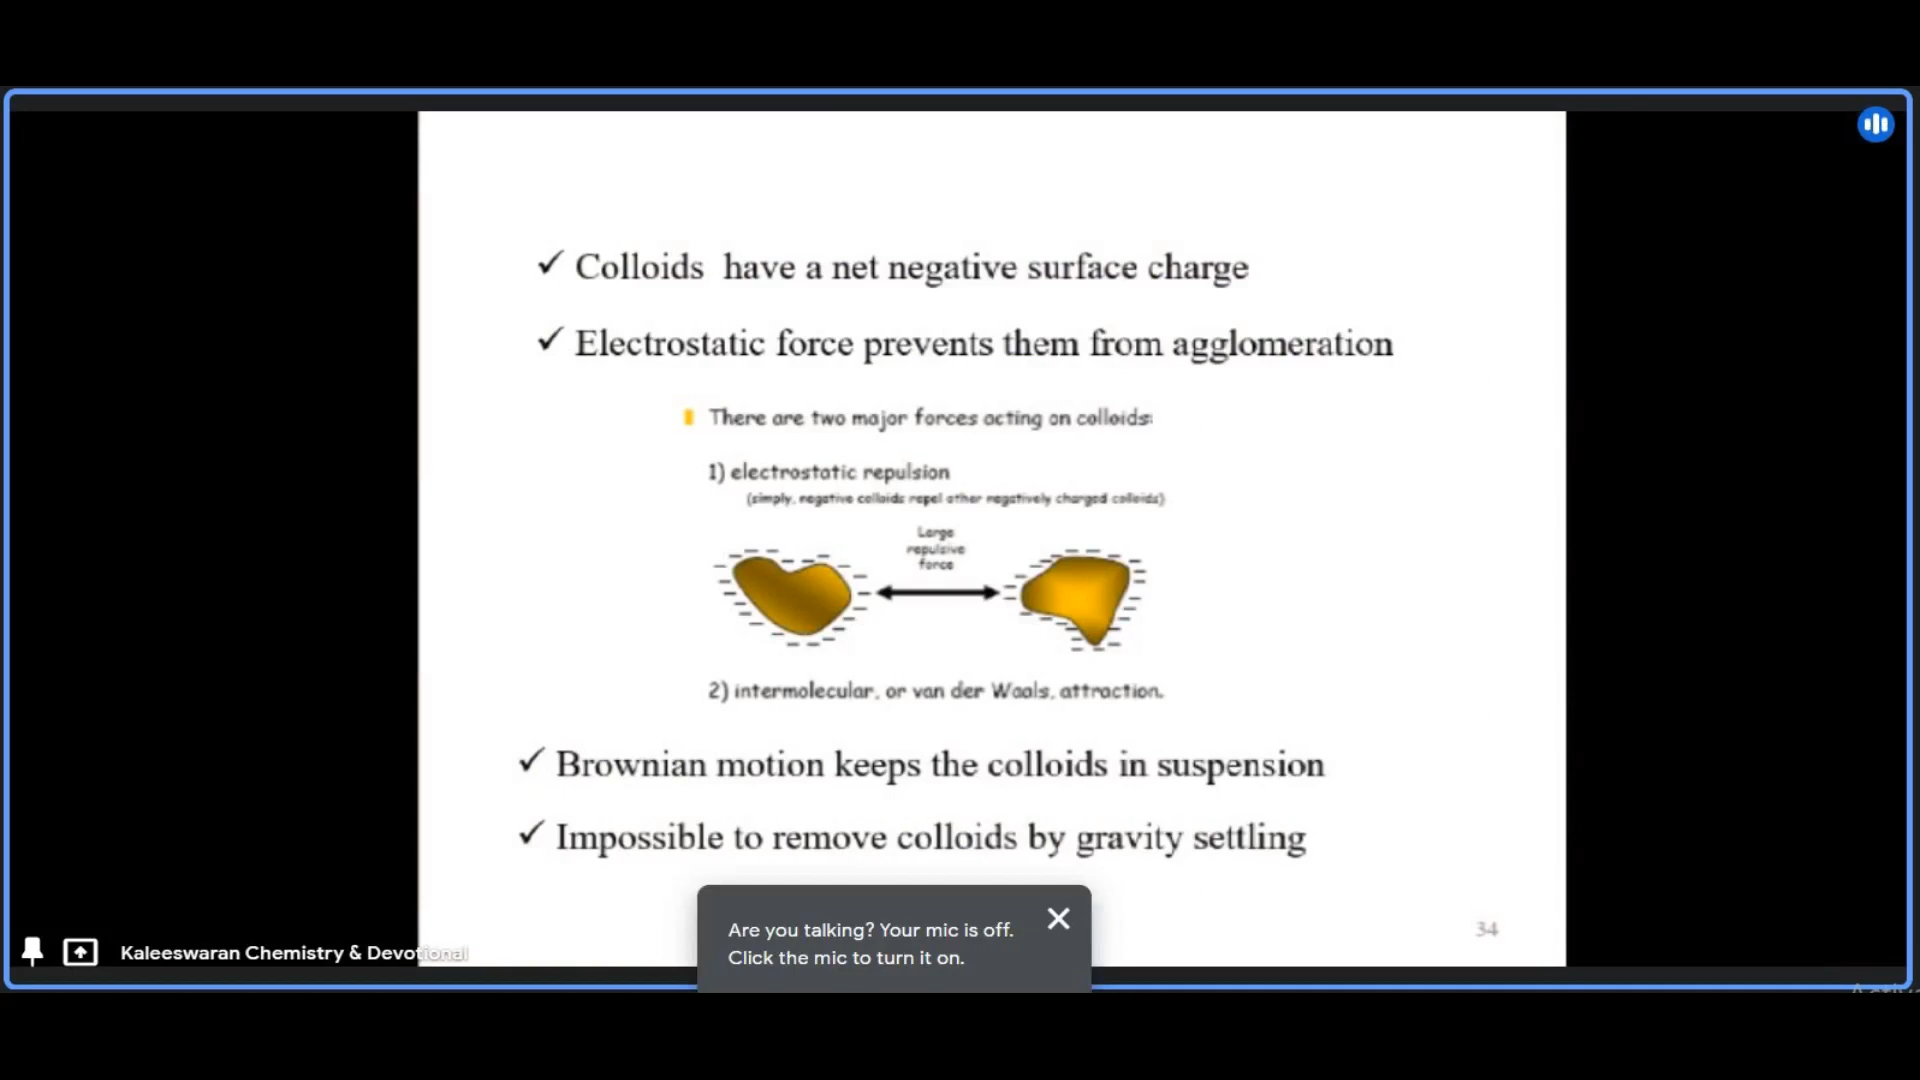 ✓ Colloids have a net negative surface charge
✓ Electrostatic force prevents them from agglomeration
There are two major forces acting on colloids:
1) electrostatic repulsion
(simply, negative colloids repel other negatively charged colloids)
Large
repulsive
force
2) intermolecular, or van der Waals, attraction.
✓ Brownian motion keeps the colloids in suspension
✓ Impossible to remove colloids by gravity settling
Are you talking? Your mic is off.
Click the mic to turn it on.
34
Kaleeswaran Chemistry & Devotional